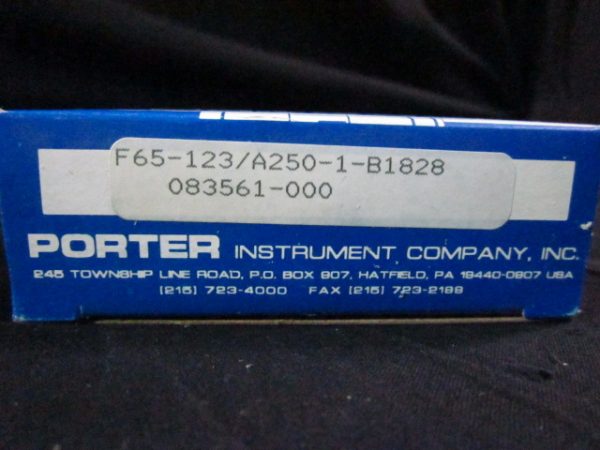 F65-123/A250-1-B1828
083561-000
PORTER INSTRUMENT COMPANY, INC.
245 TOWNSHIP LINE ROAD, P.O. BOX 907, HATFIELD, PA 19440-0907 USA
(215) 723-4000 FAX (215) 723-2199